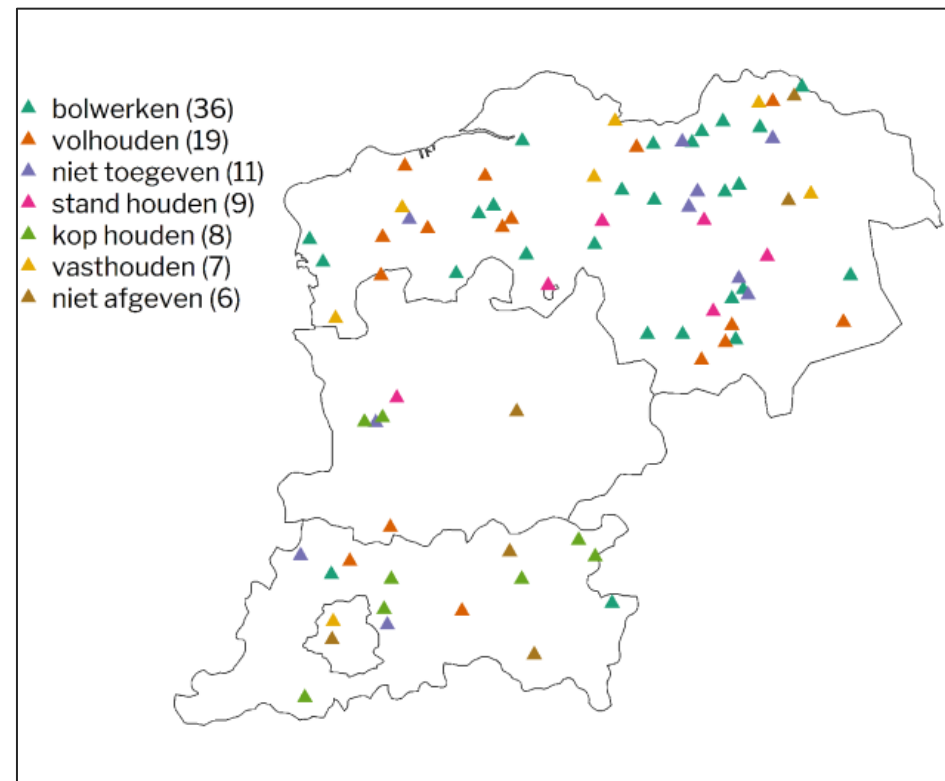 bolwerken (36)
volhouden (19)
niet toegeven (11)
stand houden (9)
kop houden (8)
vasthouden (7)
niet afgeven (6)